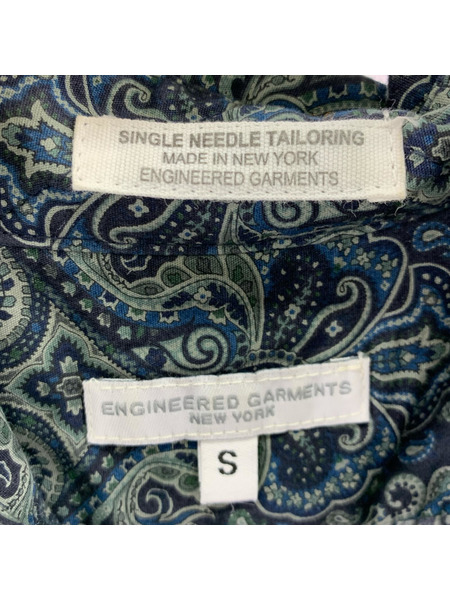 SINGLE NEEDLE TAILORING
MADE IN NEW YORK
ENGINEERED GARMENTS
ENGINEERED GARMENTS
NEW YORK
S